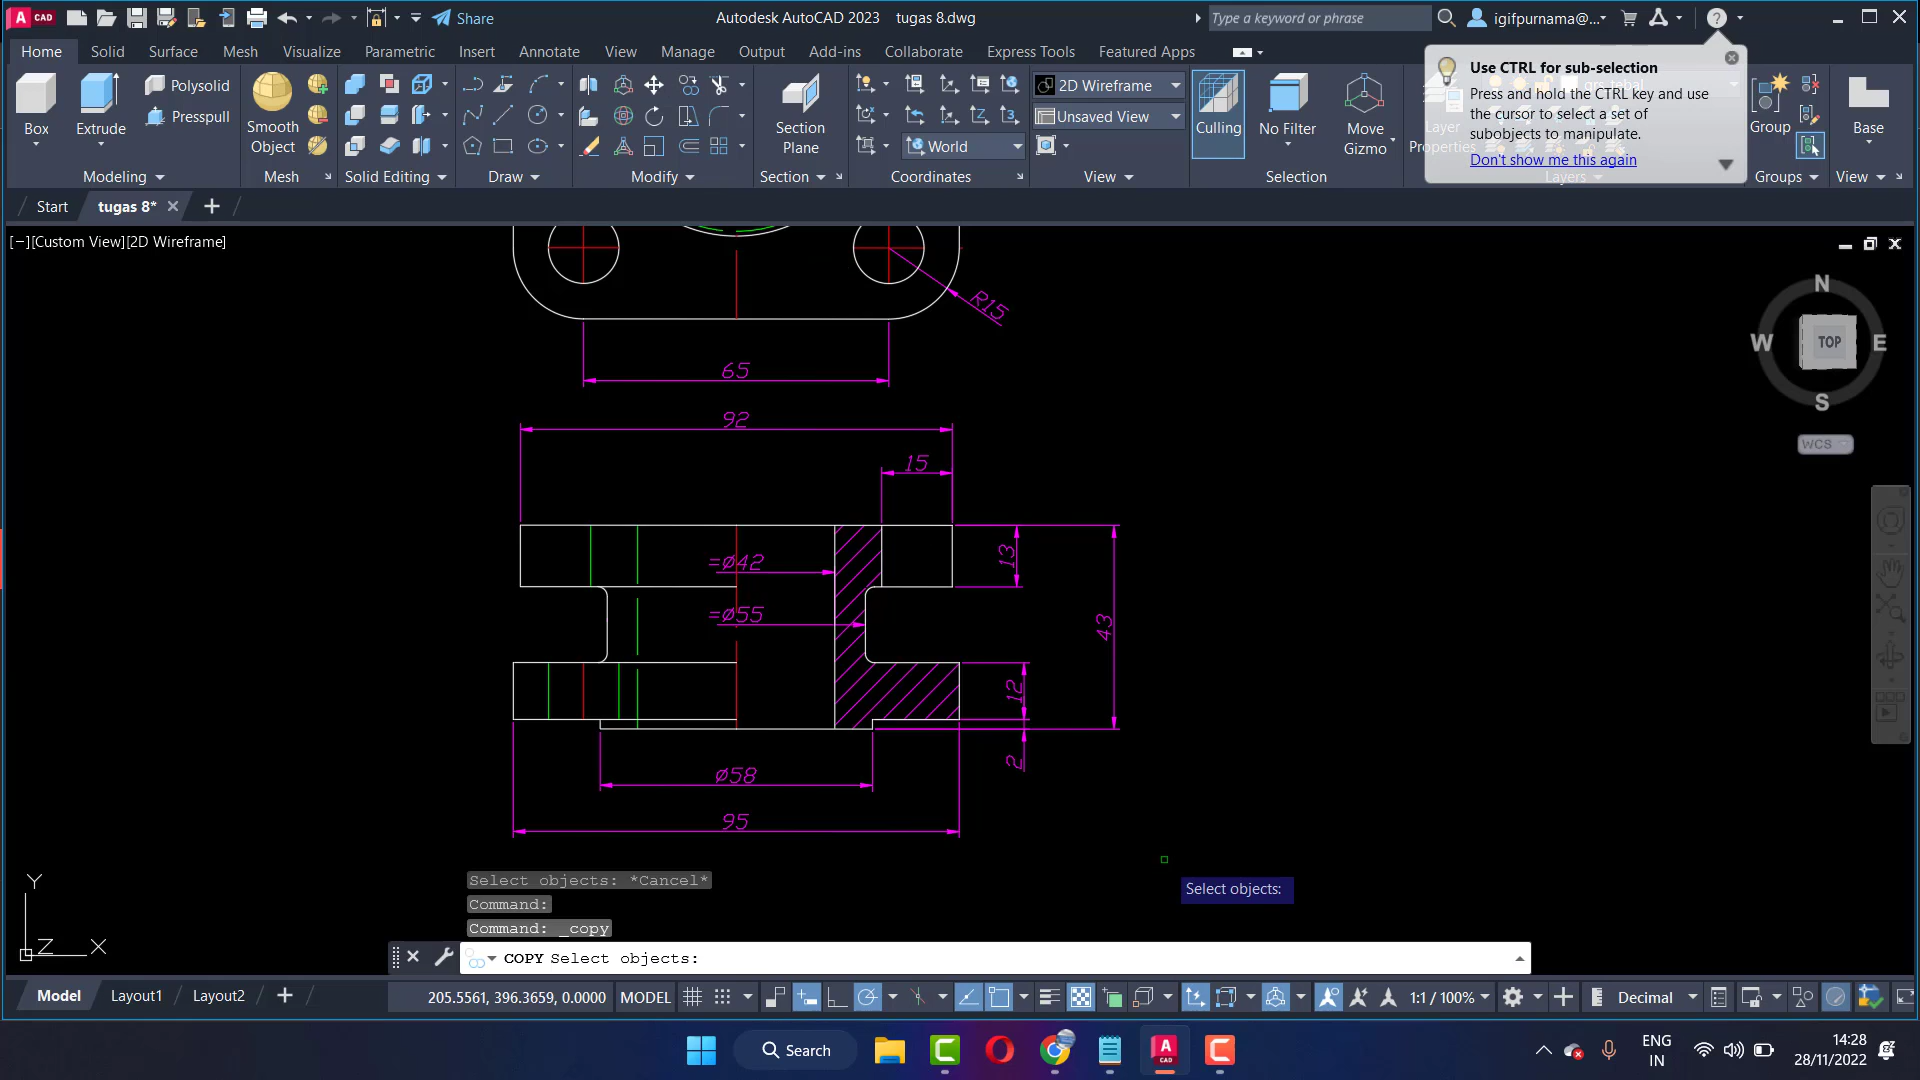 CAD
Share
Autodesk AutoCAD 2023 tugas 8.dwg
Type a keyword or phrase
igifpurnama@...
Home
Solid
Surface
Mesh
Visualize
Parametric
Insert
Annotate
View
Manage
Output
Add-ins
Collaborate
Express Tools
Featured Apps
Box
Extrude
Polysolid
Presspull
Smooth
Object
Section
Plane
World
2D Wireframe
Unsaved View
Culling
No Filter
Move
Gizmo
Layer
Properties
Group
Base
Use CTRL for sub-selection
Press and hold the CTRL key and use
the cursor to select a set of
subobjects to manipulate.
Don't show me this again
Modeling
Mesh
Solid Editing
Draw
Modify
Section
Coordinates
View
Selection
Layers
Groups
View
Start
tugas 8*
[−][Custom View][2D Wireframe]
N
W
TOP
E
S
WCS
R15
65
92
15
=ø42
13
=ø55
43
12
2
ø58
95
Y
Z
X
Select objects: *Cancel*
Command:
Command: _copy
Select objects:
COPY Select objects:
Model
Layout1
Layout2
205.5561, 396.3659, 0.0000
MODEL
1:1 / 100%
Decimal
Search
A
CAD
ENG
IN
14:28
28/11/2022